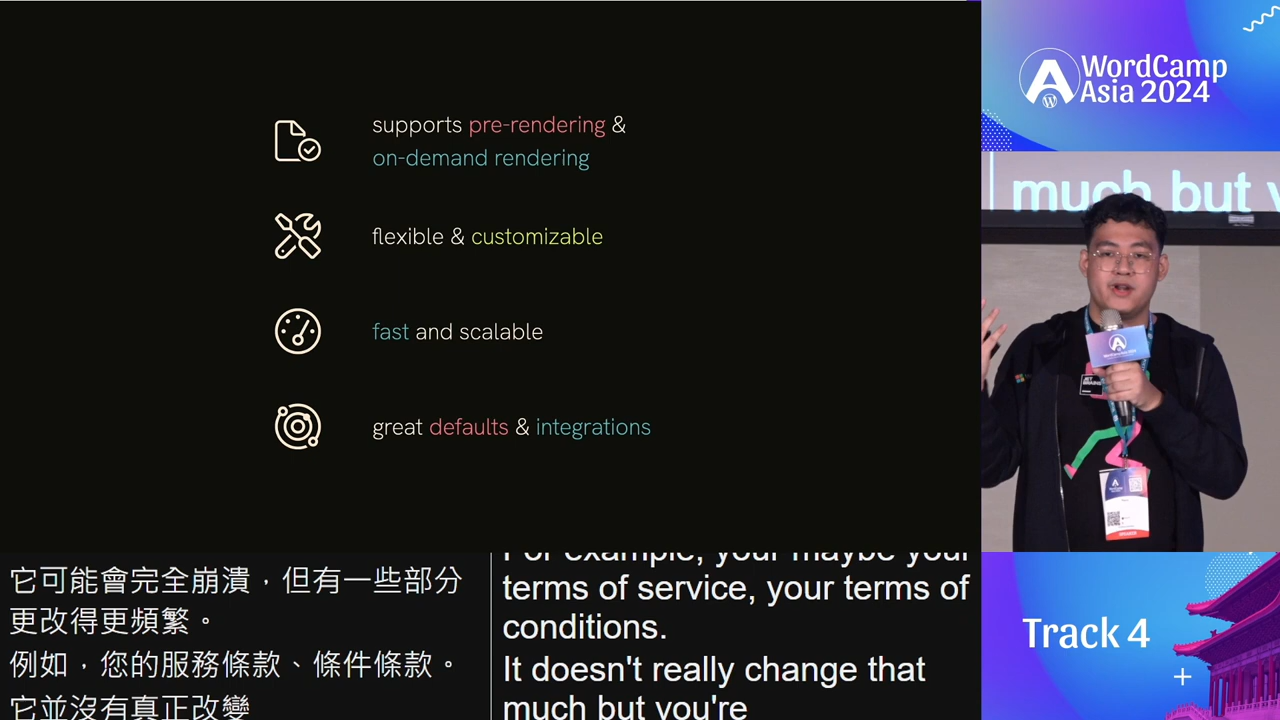 supports pre-rendering &
on-demand rendering
flexible & customizable
fast and scalable
great defaults & integrations
WordCamp
Asia 2024
much but
Track 4
它可能會完全崩潰，但有一些部分
更改得更頻繁。
例如，您的服務條款、條件條款。
它並沒有真正改變
For example, your maybe your
terms of service, your terms of
conditions.
It doesn't really change that
much but you're